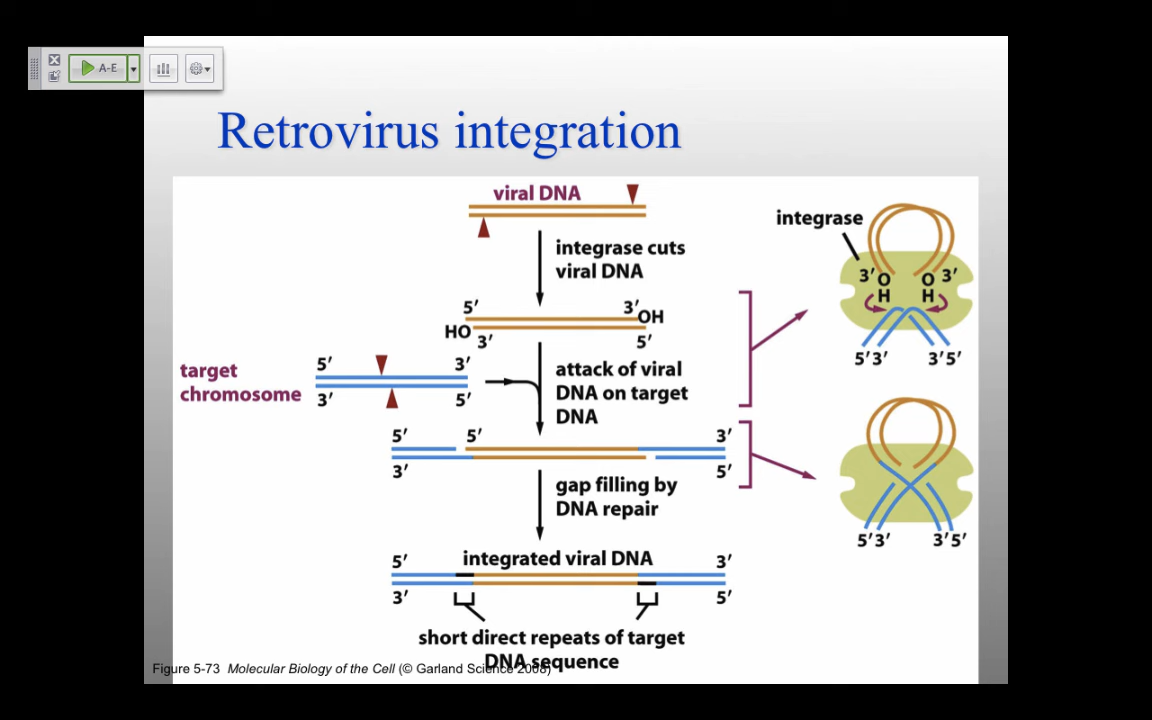 A-E
Retrovirus integration
viral DNA
integrase cuts
viral DNA
5′ 3′OH
HO 3′ 5′
target
chromosome
5′ 3′
3′ 5′
attack of viral
DNA on target
DNA
5′ 5′ 3′
3′ 5′
gap filling by
DNA repair
integrated viral DNA
5′ 3′
3′ 5′
short direct repeats of target
DNA sequence
integrase
3′ O O 3′
H H
5′3′ 3′5′
5′3′ 3′5′
Figure 5-73 Molecular Biology of the Cell (© Garland Science 2008)